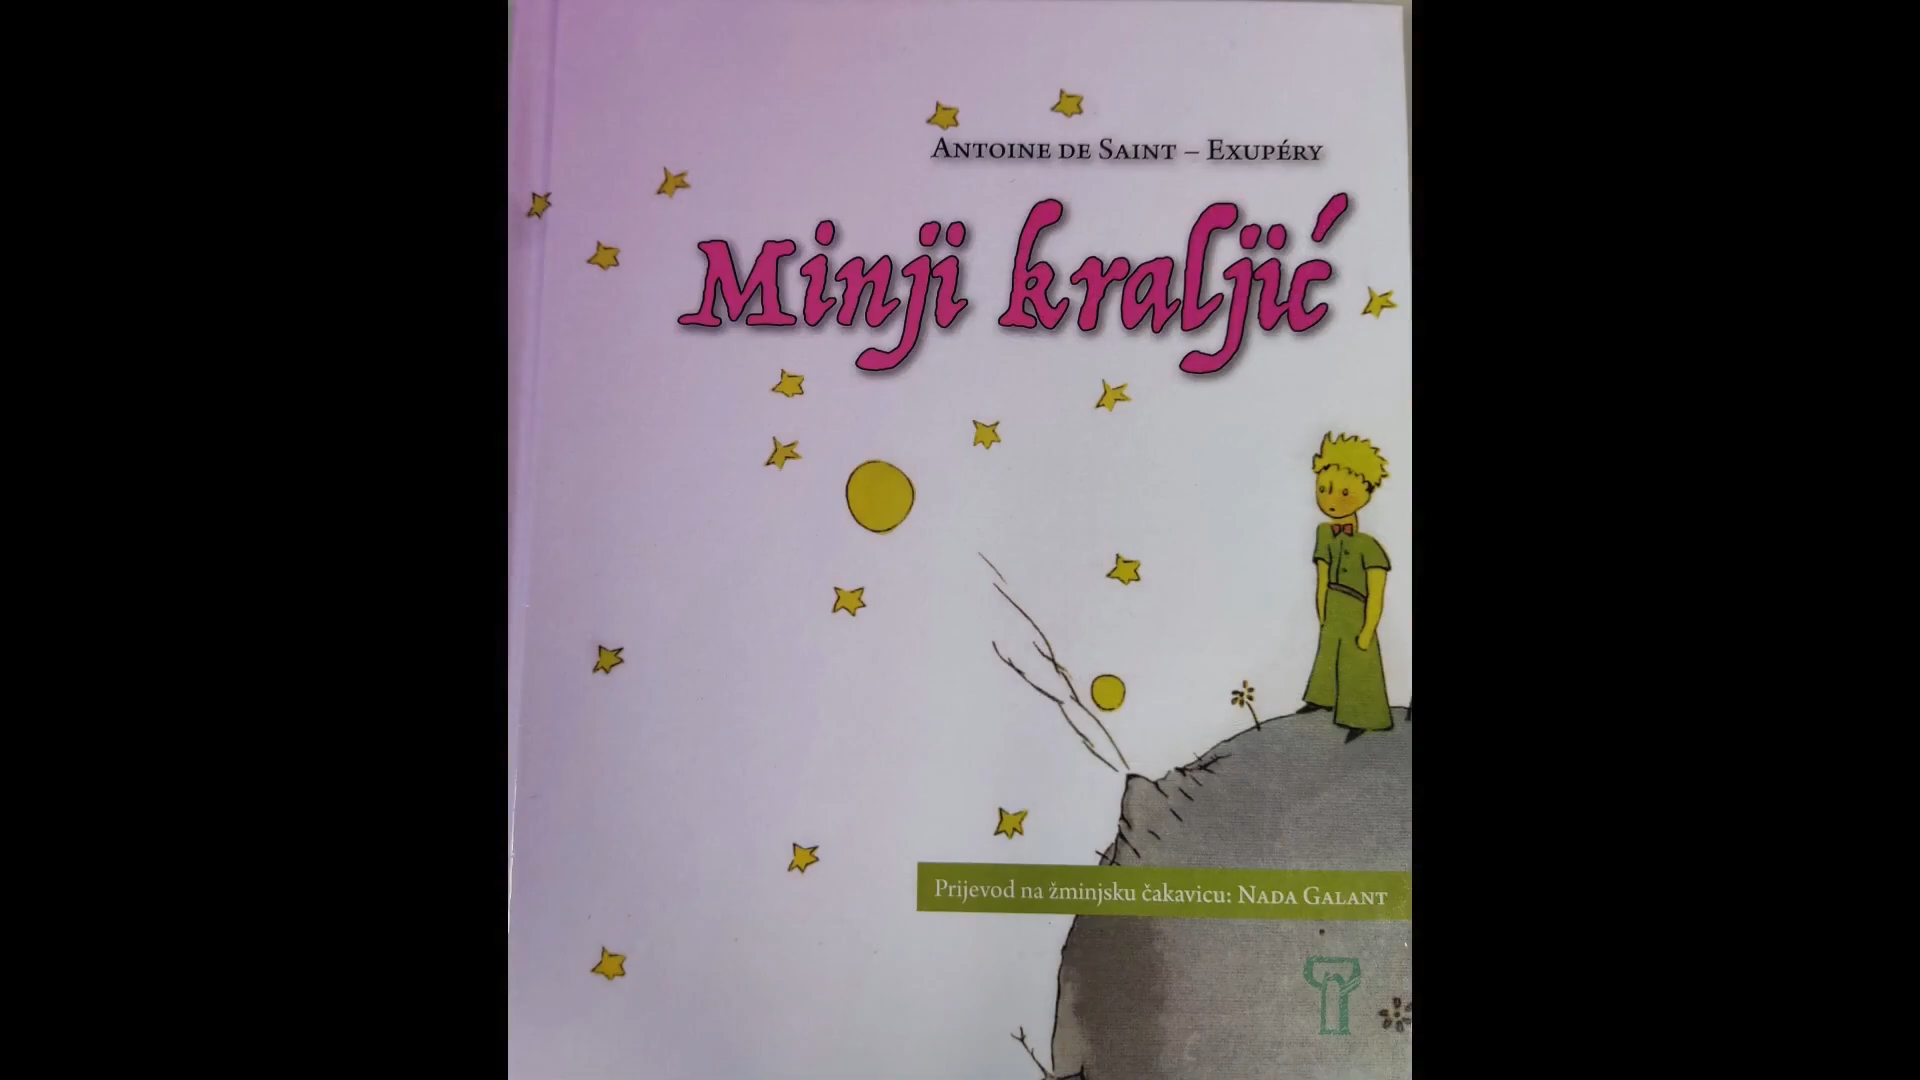 Antoine de Saint – Exupéry
Minji kraljić
Prijevod na žminjsku čakavicu: Nada Galant